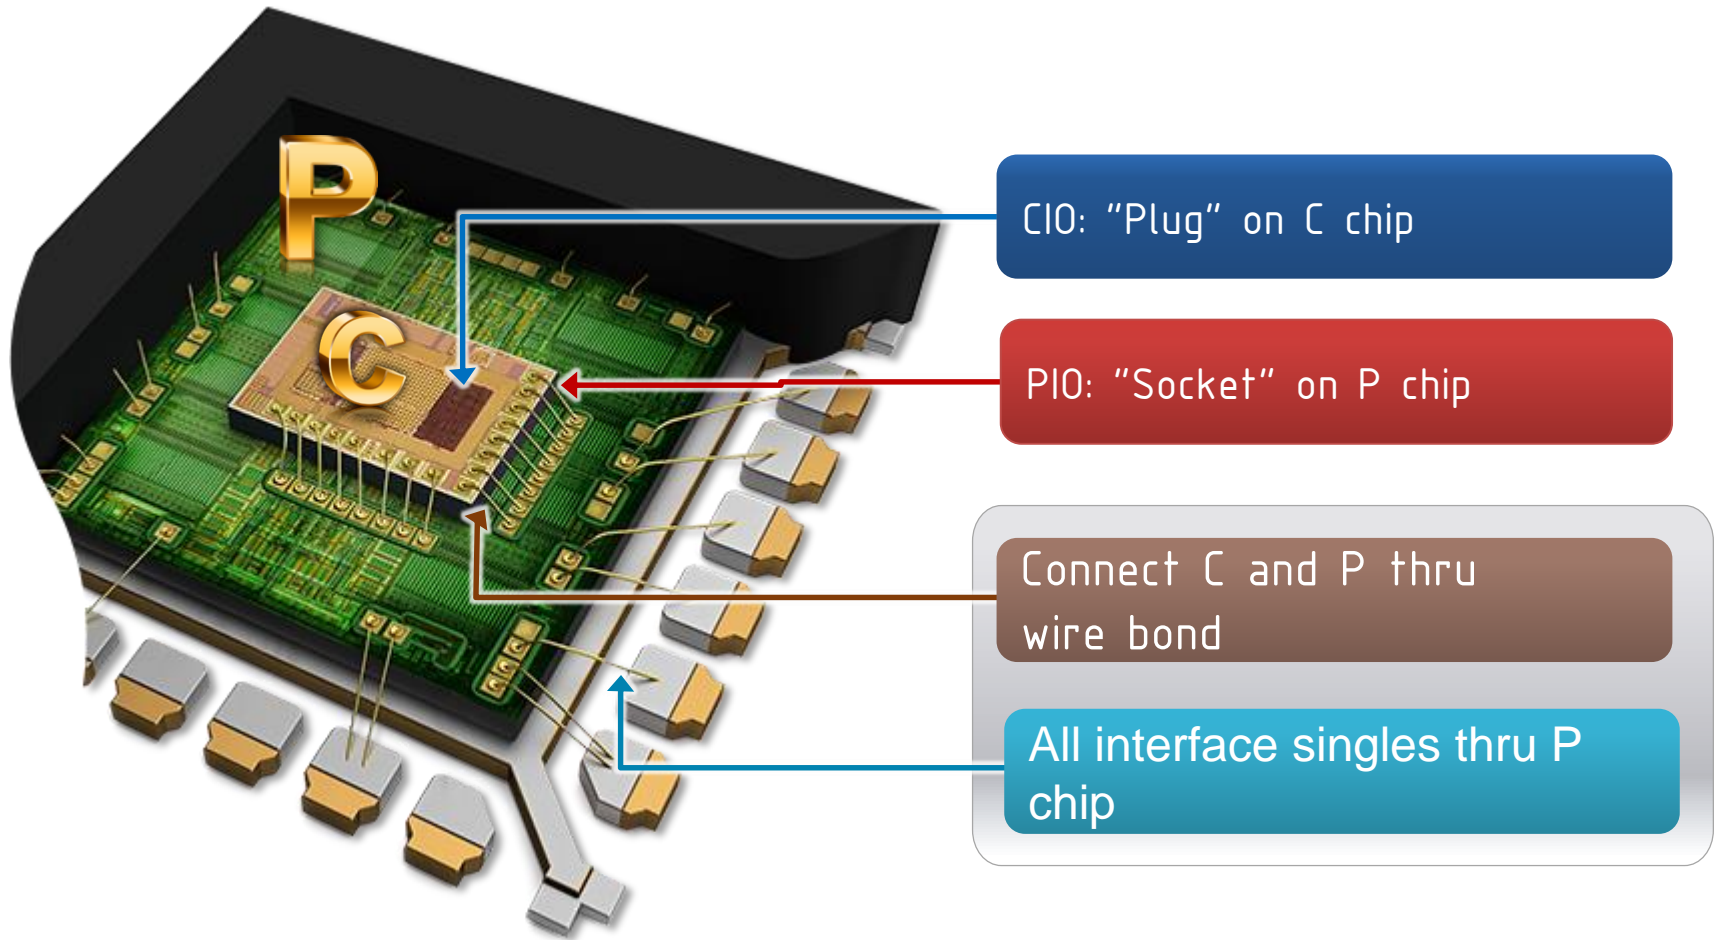 P
C
CIO: "Plug" on C chip
PIO: "Socket" on P chip
Connect C and P thru
wire bond
All interface singles thru P
chip